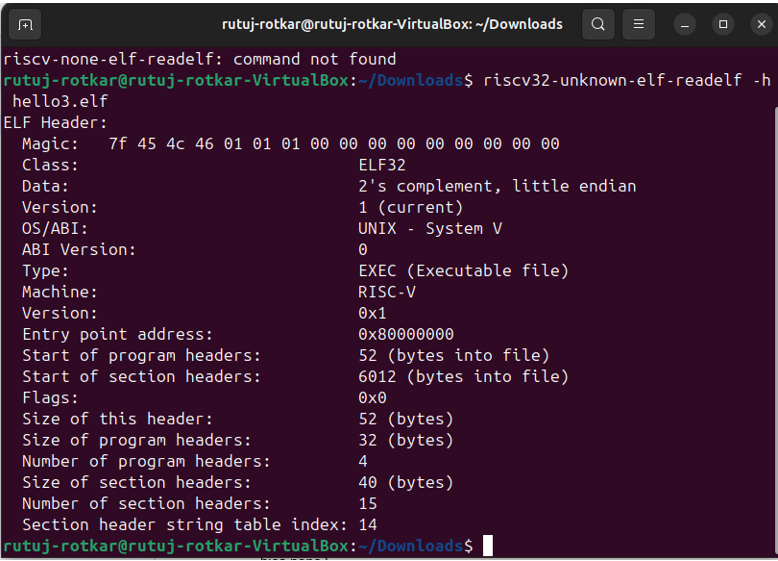 rutuj-rotkar@rutuj-rotkar-VirtualBox: ~/Downloads
riscv-none-elf-readelf: command not found
rutuj-rotkar@rutuj-rotkar-VirtualBox:~/Downloads$ riscv32-unknown-elf-readelf -h
hello3.elf
ELF Header:
  Magic:   7f 45 4c 46 01 01 01 00 00 00 00 00 00 00 00 00
  Class:                             ELF32
  Data:                              2's complement, little endian
  Version:                           1 (current)
  OS/ABI:                            UNIX - System V
  ABI Version:                       0
  Type:                              EXEC (Executable file)
  Machine:                           RISC-V
  Version:                           0x1
  Entry point address:               0x80000000
  Start of program headers:          52 (bytes into file)
  Start of section headers:          6012 (bytes into file)
  Flags:                             0x0
  Size of this header:               52 (bytes)
  Size of program headers:           32 (bytes)
  Number of program headers:         4
  Size of section headers:           40 (bytes)
  Number of section headers:         15
  Section header string table index: 14
rutuj-rotkar@rutuj-rotkar-VirtualBox:~/Downloads$